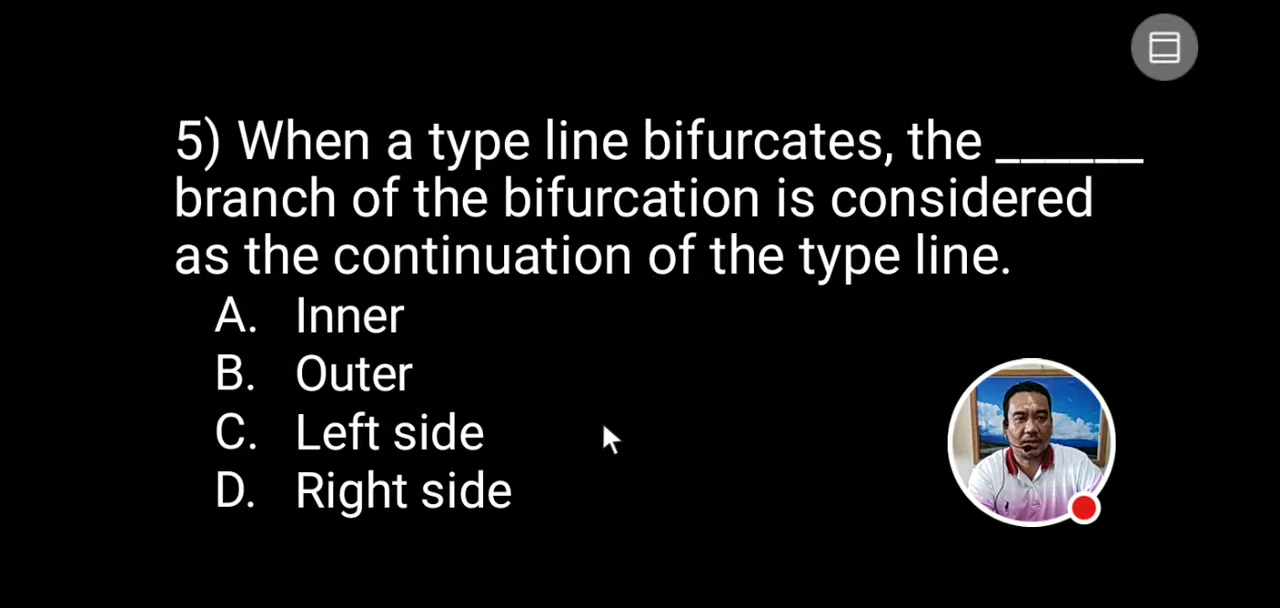 5) When a type line bifurcates, the ______
branch of the bifurcation is considered
as the continuation of the type line.
A. Inner
B. Outer
C. Left side
D. Right side